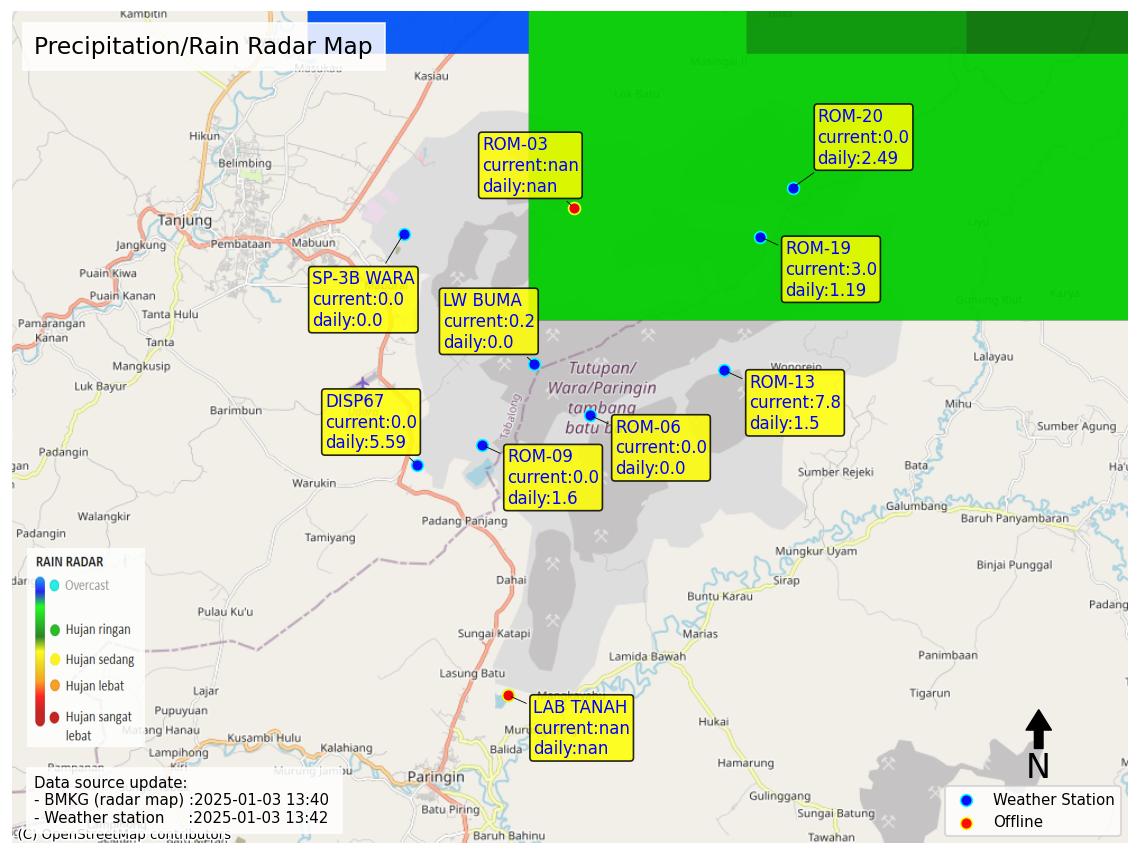 Kambitin
Precipitation/Rain Radar Map
Masukau
Kasiau
Masingai II
Lok Batu
Hikun
Belimbing
ROM-03
current:nan
daily:nan
ROM-20
current:0.0
daily:2.49
Tanjung
Jangkung
Pembataan
Mabuun
Puain Kiwa
Puain Kanan
Tanta Hulu
Pamarangan
Kanan
Tanta
Mangkusip
Luk Bayur
SP-3B WARA
current:0.0
daily:0.0
LW BUMA
current:0.2
daily:0.0
ROM-19
current:3.0
daily:1.19
Liyu
Gunung Riut
Karya
Lalayau
Wonorejo
Tutupan/
Wara/Paringin
tambang
batu b
Tabalong
ROM-13
current:7.8
daily:1.5
Mihu
Sumber Agung
DISP67
current:0.0
daily:5.59
Barimbun
ROM-06
current:0.0
daily:0.0
ROM-09
current:0.0
daily:1.6
Padangin
Warukin
Sumber Rejeki
Bata
Galumbang
Baruh Panyambaran
Walangkir
Padangin
Padang Panjang
Tamiyang
Mungkur Uyam
Binjai Punggal
Sirap
Dahai
Buntu Karau
Padang
Pulau Ku'u
Sungai Katapi
Marias
Lamida Bawah
Panimbaan
Lasung Batu
Tigarun
RAIN RADAR
Overcast
Hujan ringan
Hujan sedang
Hujan lebat
Hujan sangat
lebat
Lajar
Pupuyuan
Matang Hanau
Lampihong
Kusambi Hulu
Kalahiang
Murung Jambu
LAB TANAH
current:nan
daily:nan
Balida
Hukai
Hamarung
Paringin
Batu Piring
Baruh Bahinu
Gulinggang
Sungai Batung
Tawahan
N
Data source update:
- BMKG (radar map) :2025-01-03 13:40
- Weather station :2025-01-03 13:42
(C) OpenStreetMap contributors
Weather Station
Offline